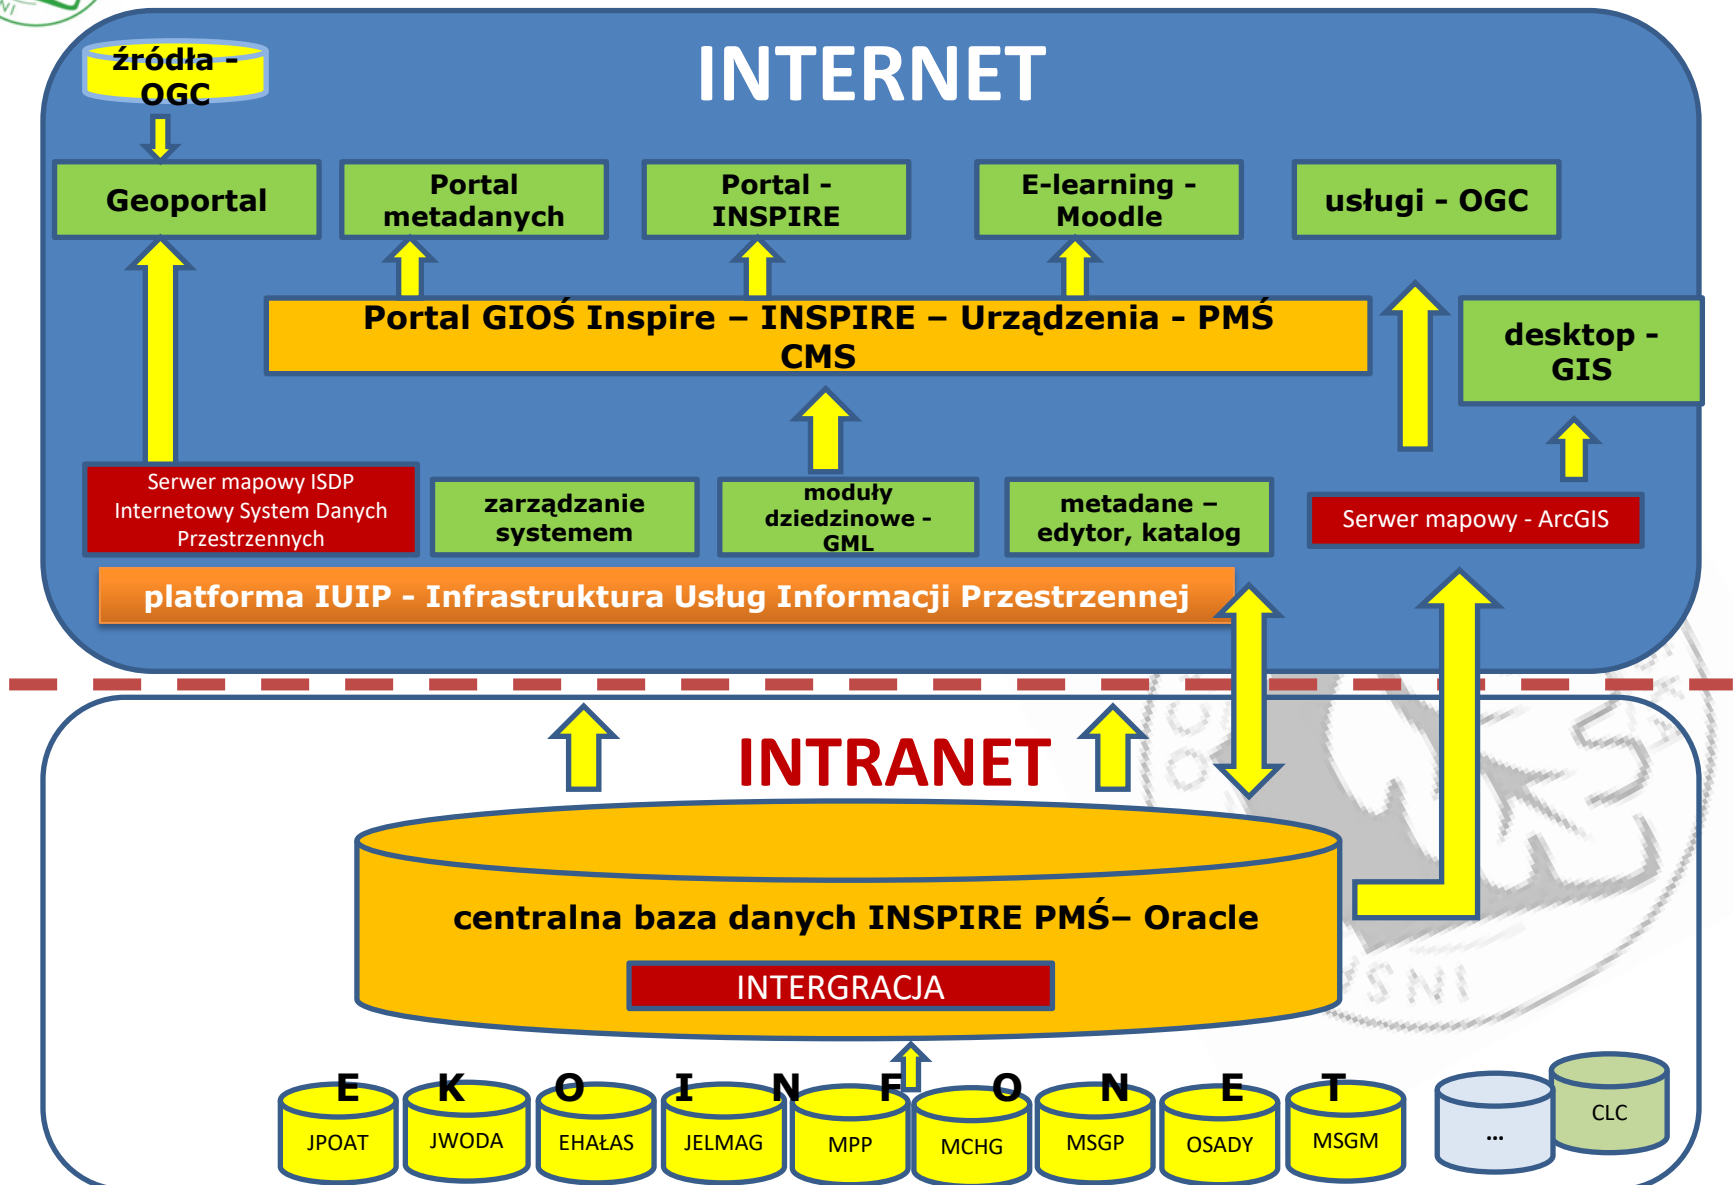 INTERNET
źródła -
OGC
Geoportal
Portal
metadanych
Portal -
INSPIRE
E-learning -
Moodle
usługi - OGC
Portal GIOŚ Inspire – INSPIRE – Urządzenia - PMŚ
CMS
desktop -
GIS
Serwer mapowy ISDP
Internetowy System Danych
Przestrzennych
zarządzanie
systemem
moduły
dziedzinowe -
GML
metadane –
edytor, katalog
Serwer mapowy - ArcGIS
platforma IUIP - Infrastruktura Usług Informacji Przestrzennej
INTRANET
centralna baza danych INSPIRE PMŚ– Oracle
INTERGRACJA
E K O I N F O N E T
JPOAT
JWODA
EHAŁAS
JELMAG
MPP
MCHG
MSGP
OSADY
MSGM
...
CLC